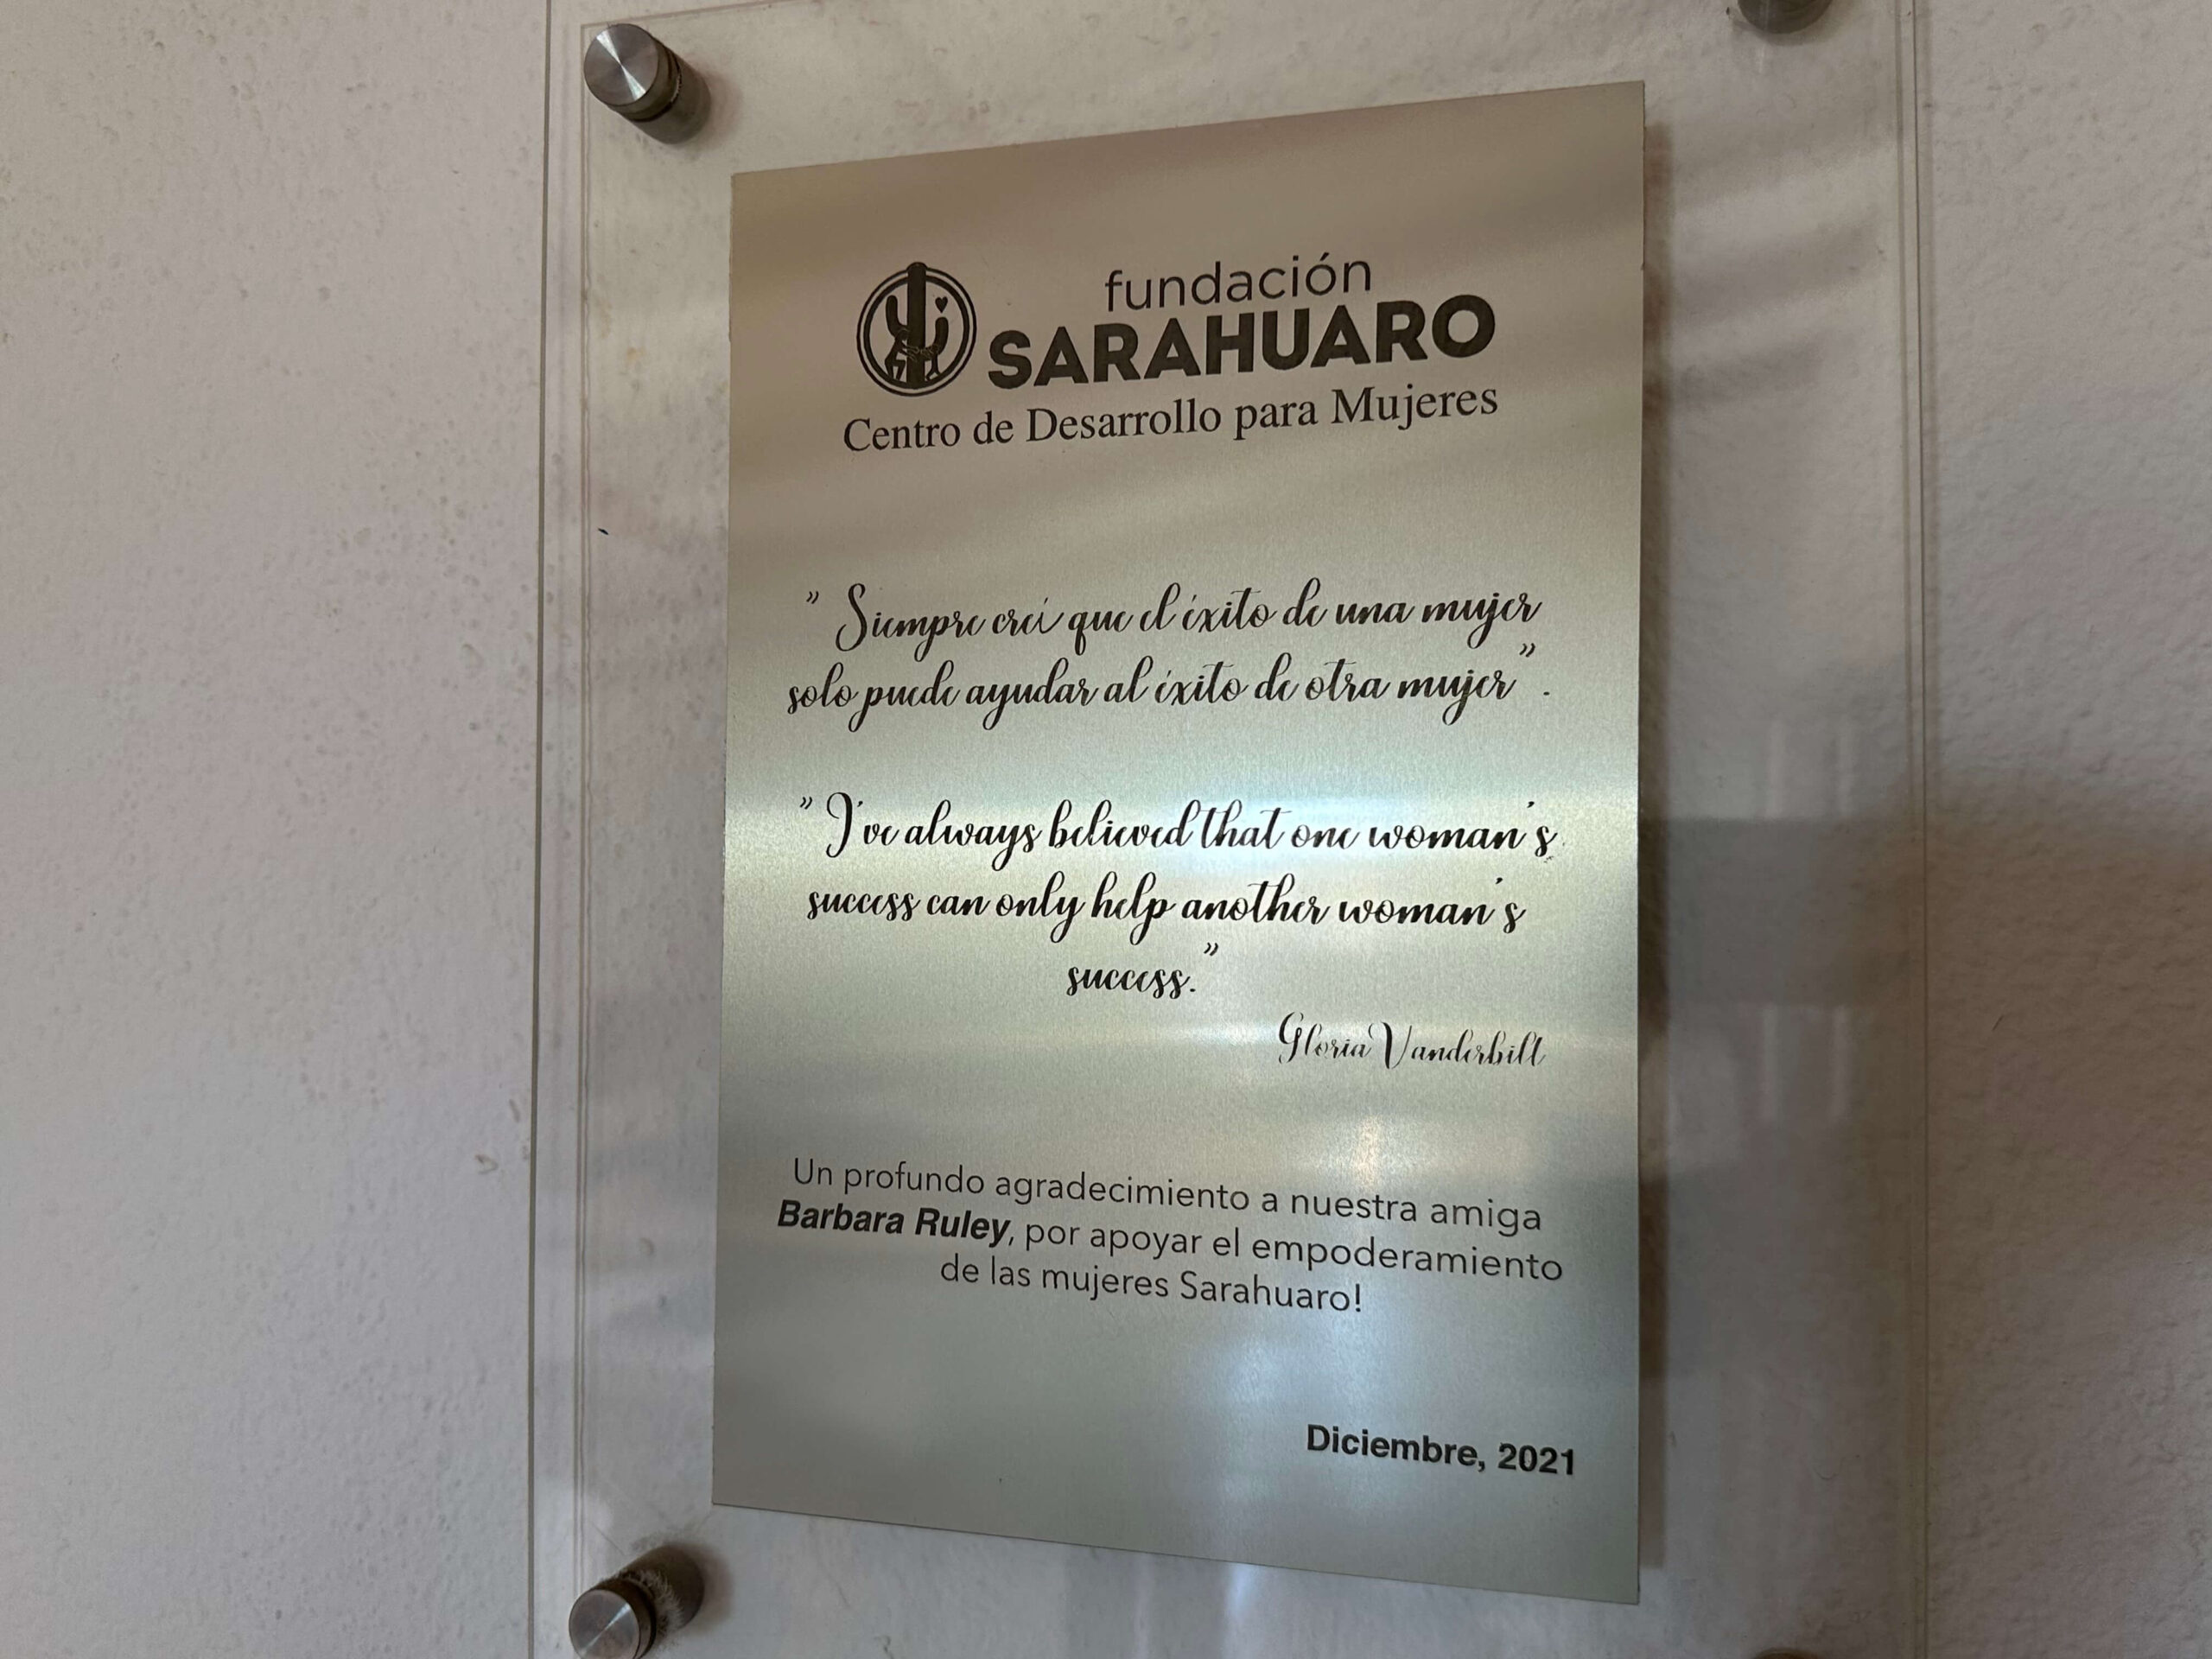 fundación
SARAHUARO
Centro de Desarrollo para Mujeres
" Siempre creí que el éxito de una mujer
solo puede ayudar al éxito de otra mujer" .
" I've always believed that one woman's
success can only help another woman's
success."
Gloria Vanderbilt
Un profundo agradecimiento a nuestra amiga
Barbara Ruley, por apoyar el empoderamiento
de las mujeres Sarahuaro!
Diciembre, 2021